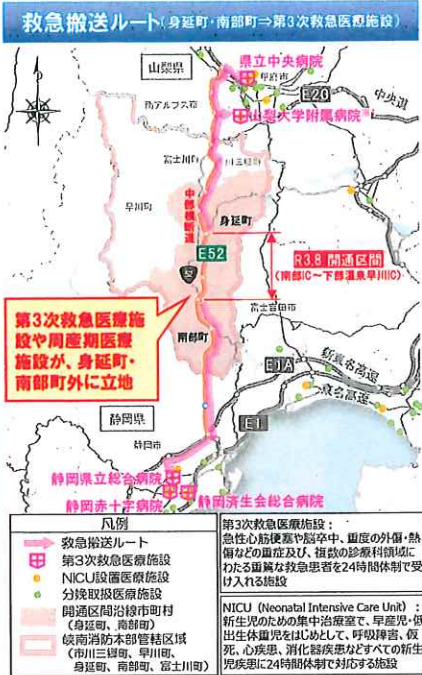 救急搬送ルート(身延町・南部町⇒第3次救急医療施設)
山梨県
県立中央病院
甲府市
E20
中央道
南アルプス市
山梨大学附属病院
富士川町
市川三郷町
早川町
中部横断道
身延町
E52
R3.8 開通区間
(南部IC～下部温泉早川IC)
52
第3次救急医療施
設や周産期医療
施設が、身延町・
南部町外に立地
南部町
富士宮市
E1A
新東名高速
東名高速
静岡県
E1
静岡市
静岡県立総合病院
静岡赤十字病院
静岡済生会総合病院
凡例
救急搬送ルート
第3次救急医療施設
NICU設置医療施設
分娩取扱医療施設
開通区間沿線市町村
(身延町、南部町)
峡南消防本部管轄区域
(市川三郷町、早川町、
身延町、南部町、富士川町)
第3次救急医療施設：
急性心筋梗塞や脳卒中、重度の外傷・熱
傷などの重症及び、複数の診療科領域に
わたる重篤な救急患者を24時間体制で受
け入れる施設
NICU（Neonatal Intensive Care Unit）：
新生児のための集中治療室で、早産児・低
出生体重児をはじめとして、呼吸障害、仮
死、心疾患、消化器疾患などすべての新生
児疾患に24時間体制で対応する施設